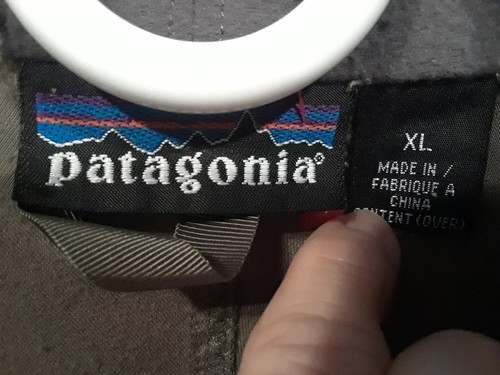 patagonia®
XL
MADE IN /
FABRIQUE A
CHINA
CONTENT (OVER)